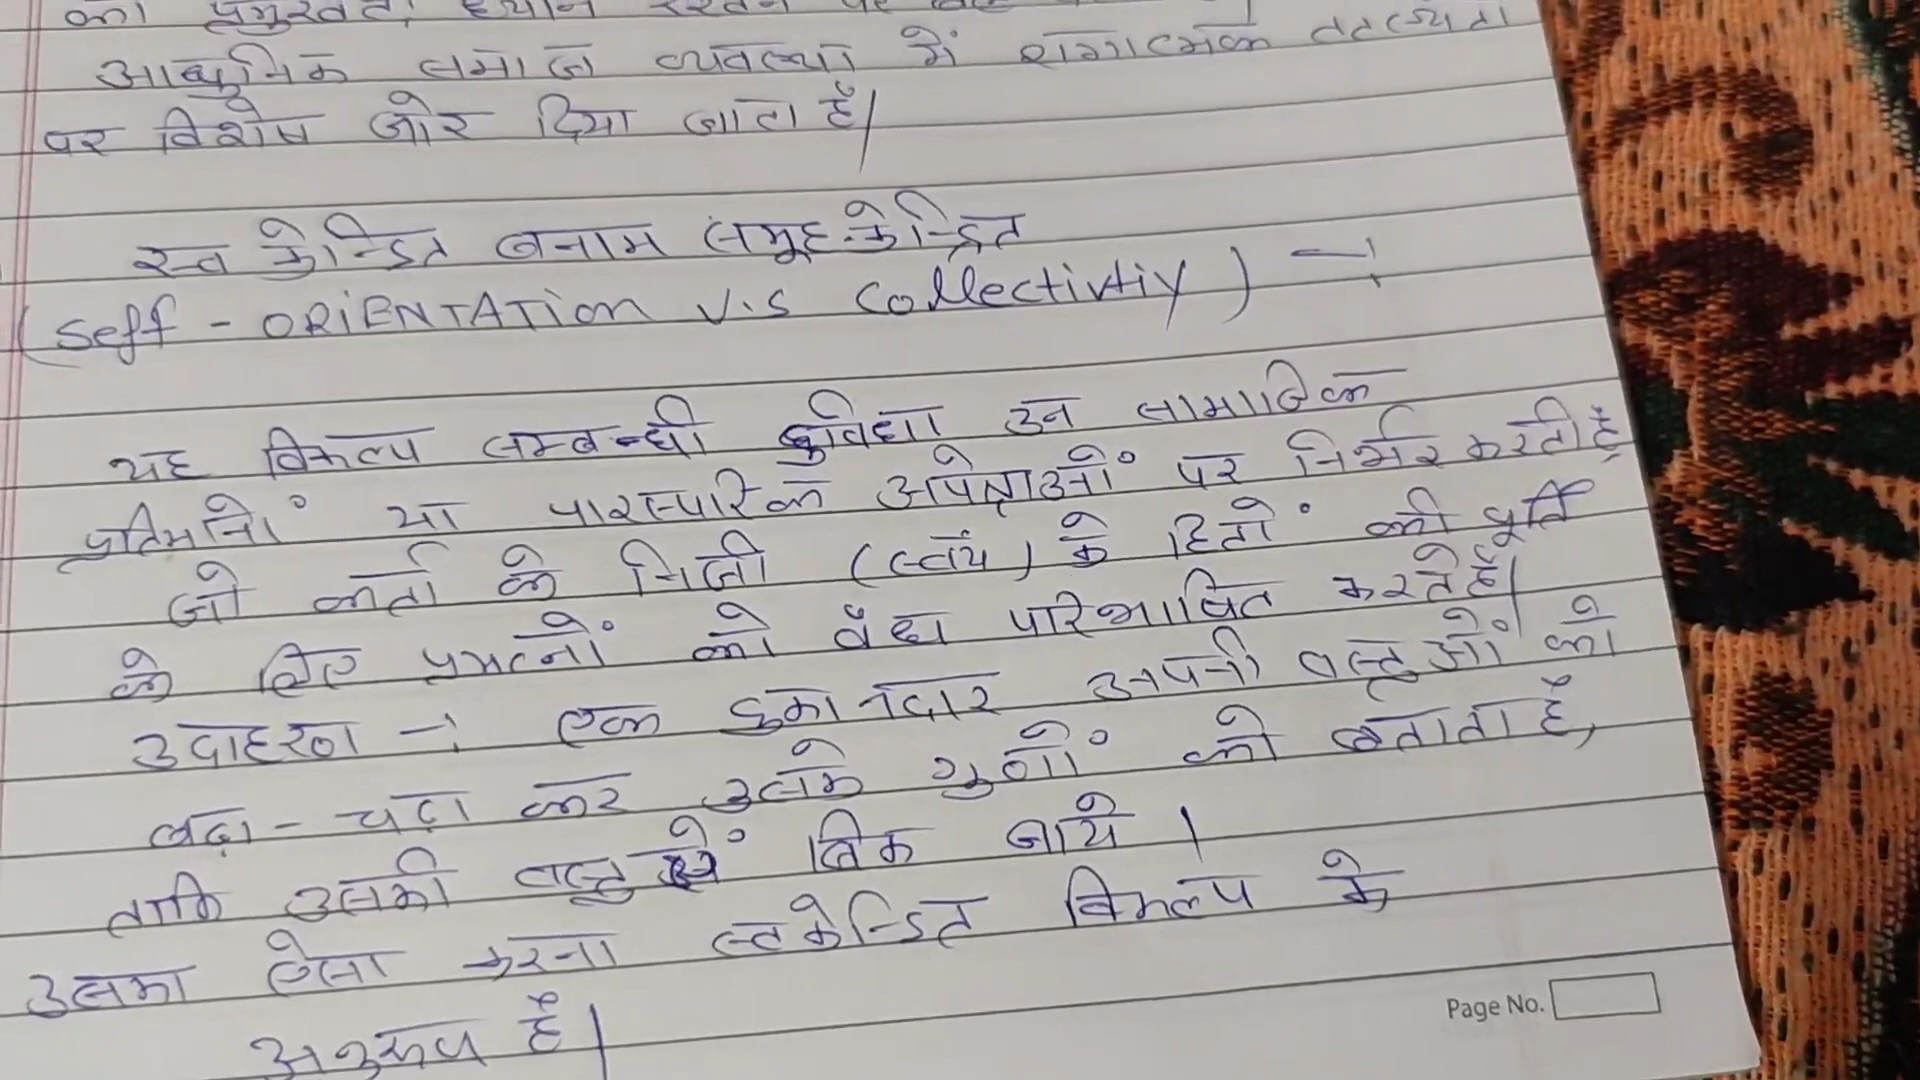 आधुनिक समाज व्यवस्था में रागात्मक तटस्थता
पर विशेष जोर दिया जाता है।
स्व केन्द्रित बनाम समूह-केन्द्रित
(Self - ORiENTATion V.S Collectivtiy) -:
यह विकल्प सम्बन्धी दुविधा उन सामाजिक
प्रतिमानों या पारस्परिक अपेक्षाओं पर निर्भर करती है,
जो कर्ता के निजी (स्वयं) के हितों की पूर्ति
के लिए प्रयत्नों को वैध परिभाषित करते हैं।
उदाहरण -: एक दुकानदार अपनी वस्तुओं को
बढ़ा - चढ़ा कर उसके गुणों को बताता है,
ताकि उसकी वस्तुएं बिक जाये।
उसका ऐसा करना स्वकेन्द्रित विकल्प के
अनुरूप है।
Page No.